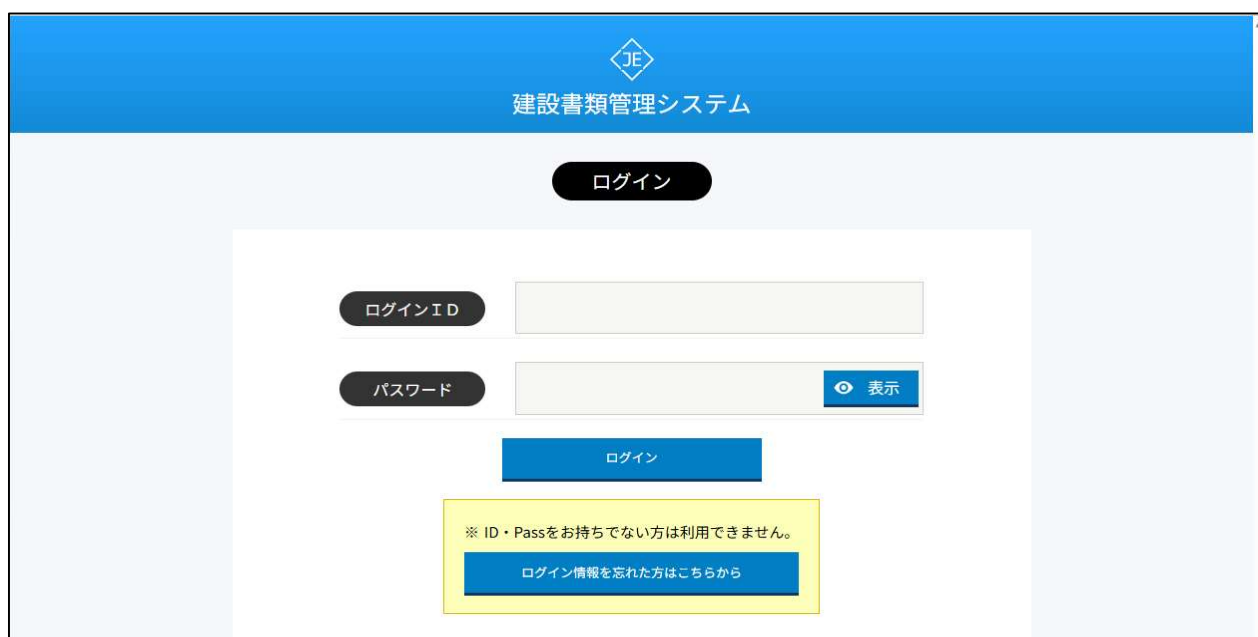 JE
建設書類管理システム
ログイン
ログインＩＤ
パスワード
表示
ログイン
※ ID・Passをお持ちでない方は利用できません。
ログイン情報を忘れた方はこちらから